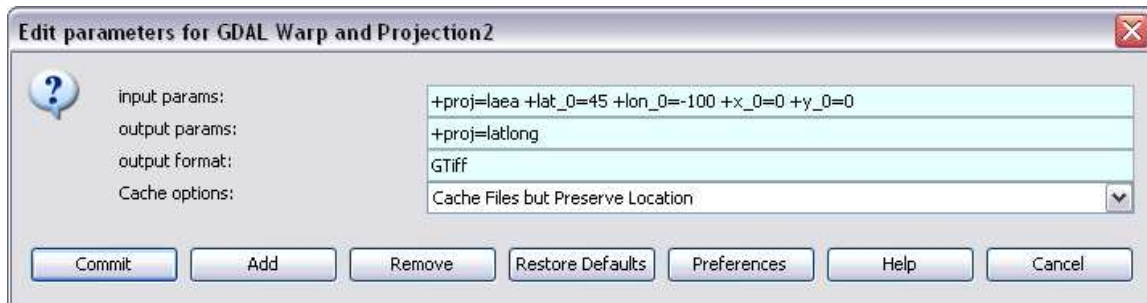 Edit parameters for GDAL Warp and Projection2
input params: +proj=laea +lat_0=45 +lon_0=-100 +x_0=0 +y_0=0
output params: +proj=latlong
output format: GTiff
Cache options: Cache Files but Preserve Location
Commit Add Remove Restore Defaults Preferences Help Cancel